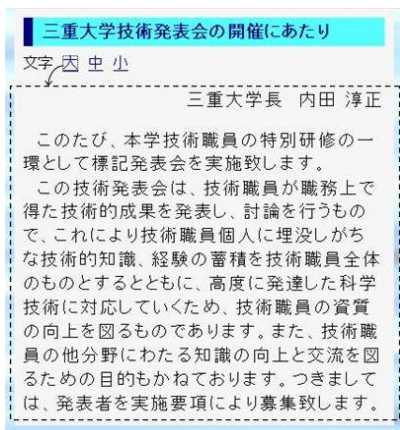 三重大学技術発表会の開催にあたり
文字 大 中 小
三重大学長　内田 淳正
このたび、本学技術職員の特別研修の一
環として標記発表会を実施致します。
この技術発表会は、技術職員が職務上で
得た技術的成果を発表し、討論を行うもの
で、これにより技術職員個人に埋没しがち
な技術的知識、経験の蓄積を技術職員全体
のものとするとともに、高度に発達した科学
技術に対応していくため、技術職員の資質
の向上を図るものであります。また、技術職
員の他分野にわたる知識の向上と交流を図
るための目的もかねております。つきまして
は、発表者を実施要項により募集致します。